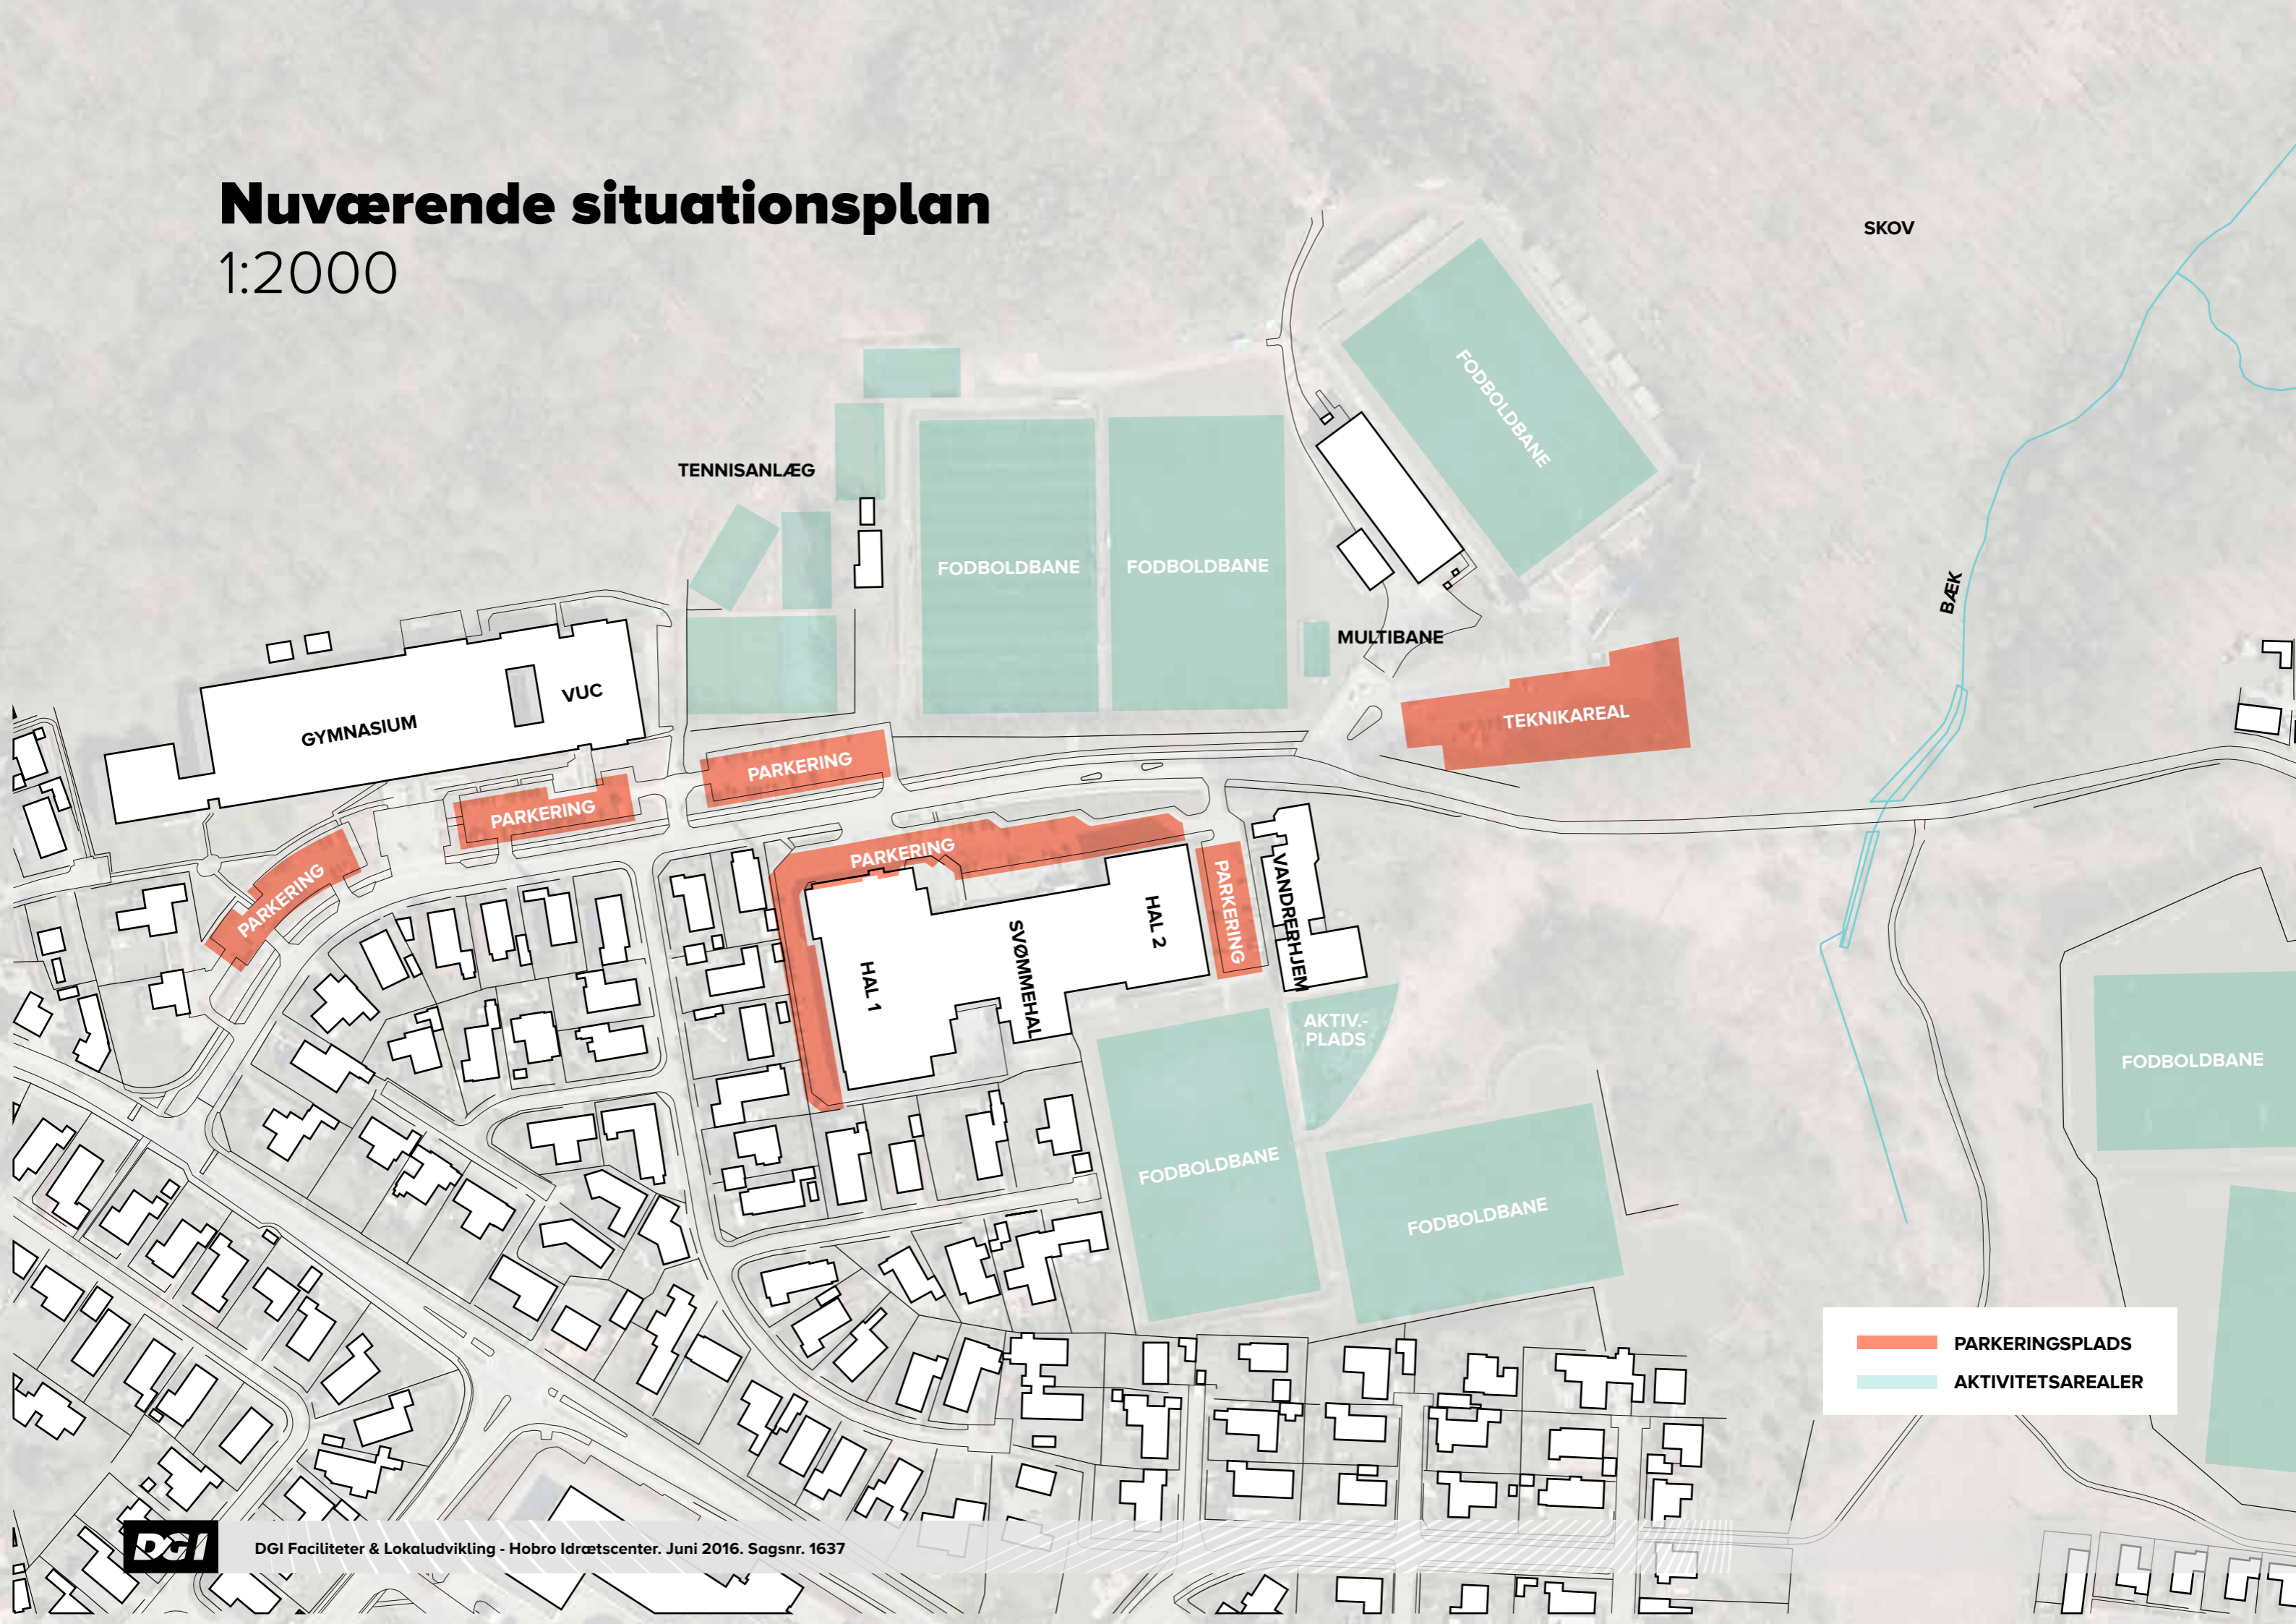 Nuværende situationsplan
1:2000
SKOV
FODBOLDBANE
TENNISANLÆG
FODBOLDBANE
FODBOLDBANE
BÆK
MULTIBANE
VUC
GYMNASIUM
TEKNIKAREAL
PARKERING
PARKERING
PARKERING
PARKERING
PARKERING
VANDRERHJEM
HAL 2
SVØMMEHAL
HAL 1
AKTIV.-
PLADS
FODBOLDBANE
FODBOLDBANE
FODBOLDBANE
PARKERINGSPLADS
AKTIVITETSAREALER
DGI
DGI Faciliteter & Lokaludvikling - Hobro Idrætscenter. Juni 2016. Sagsnr. 1637